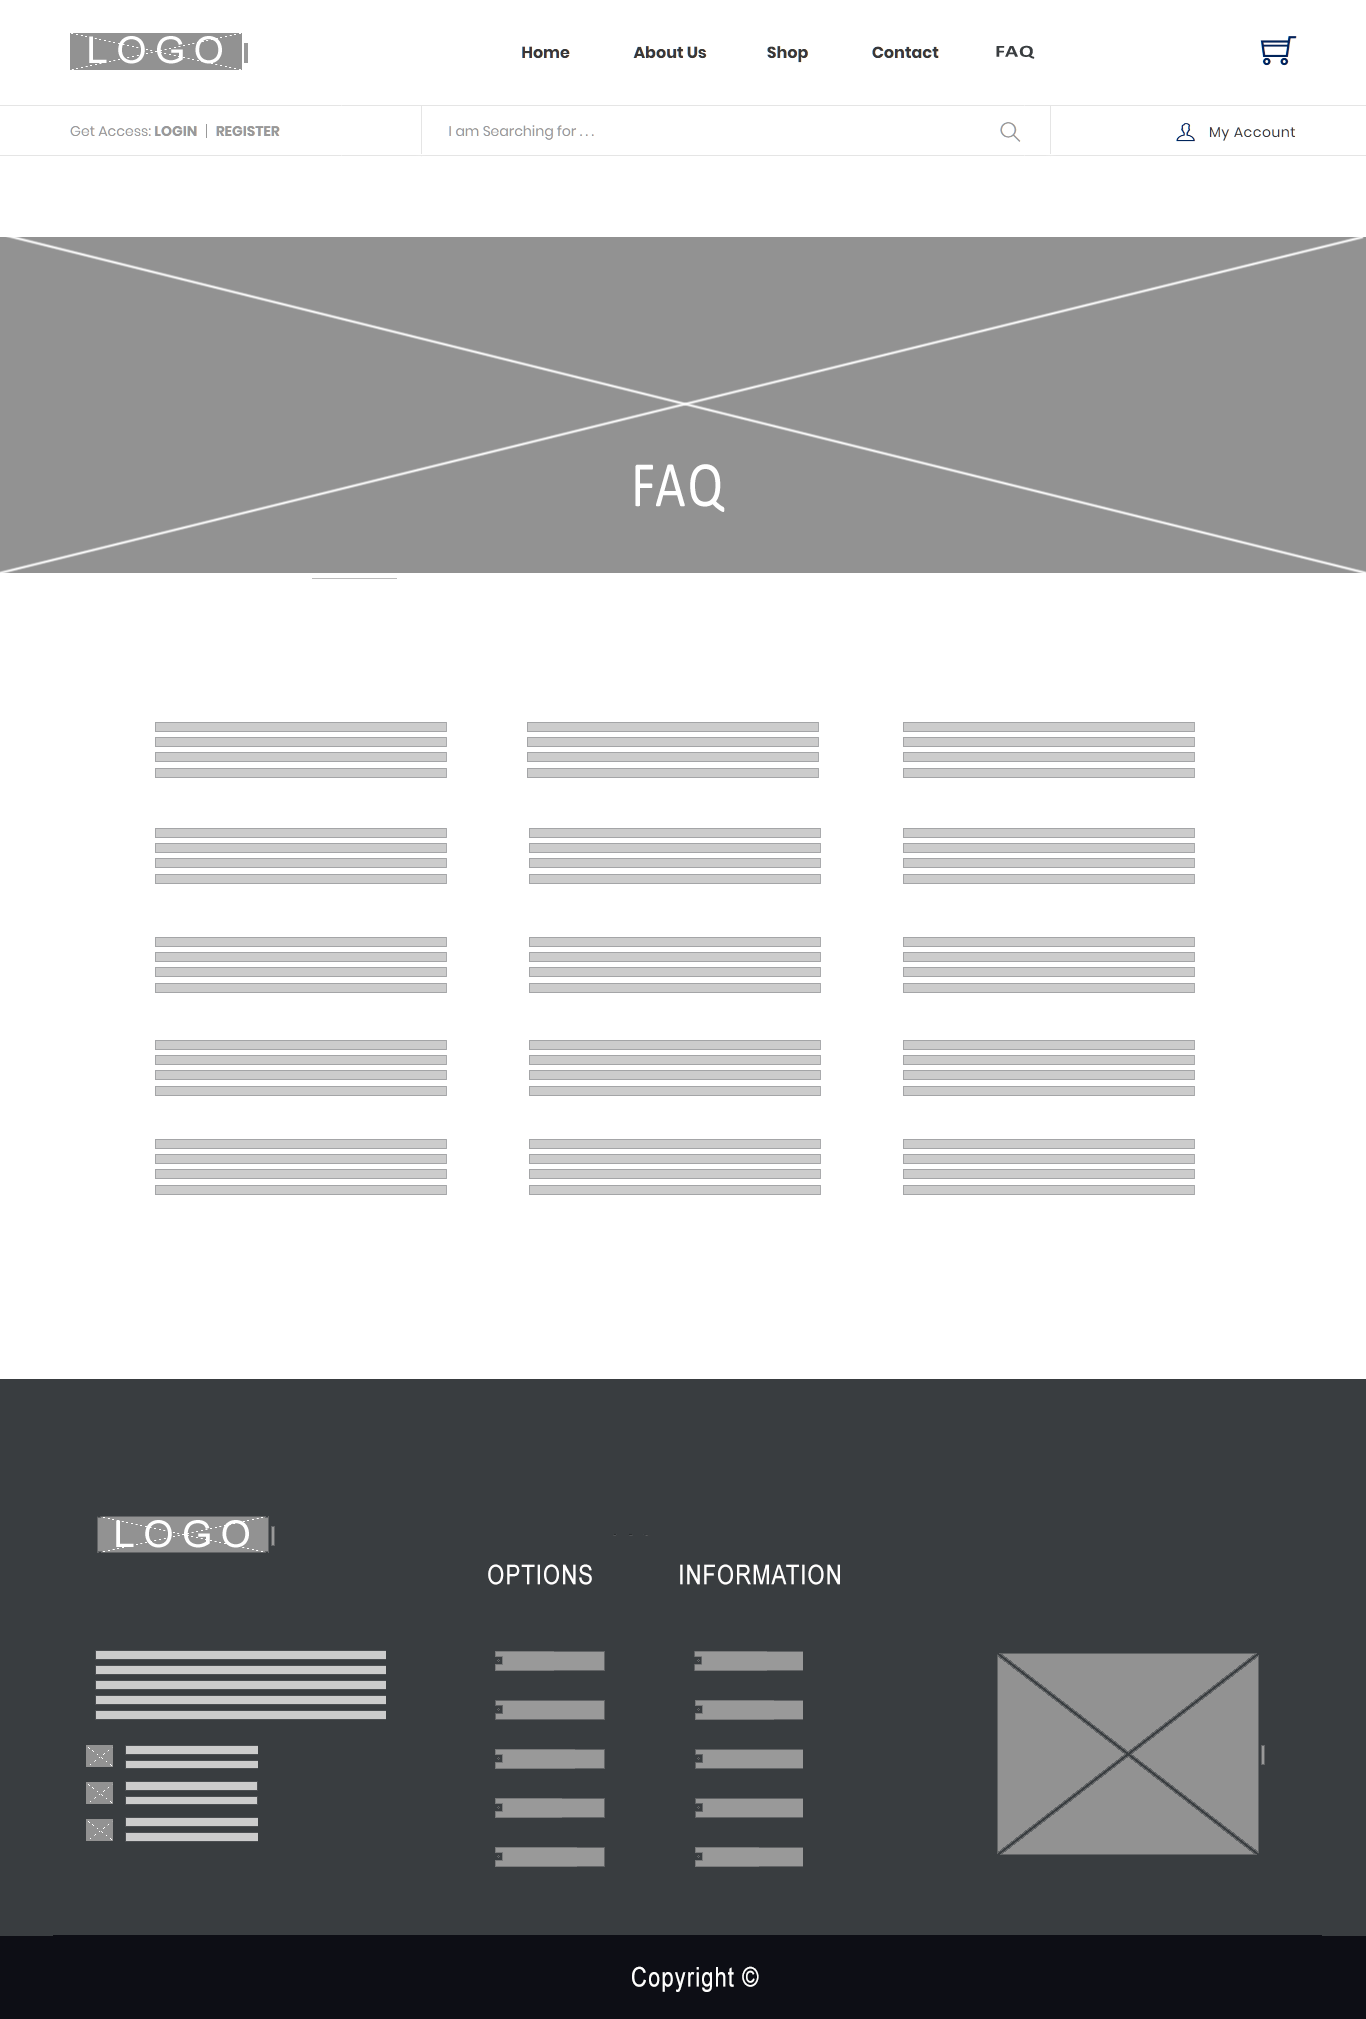 LOGO
Home About Us Shop Contact FAQ
Get Access: LOGIN | REGISTER
I am Searching for . . .
My Account
FAQ
LOGO
OPTIONS INFORMATION
Copyright ©